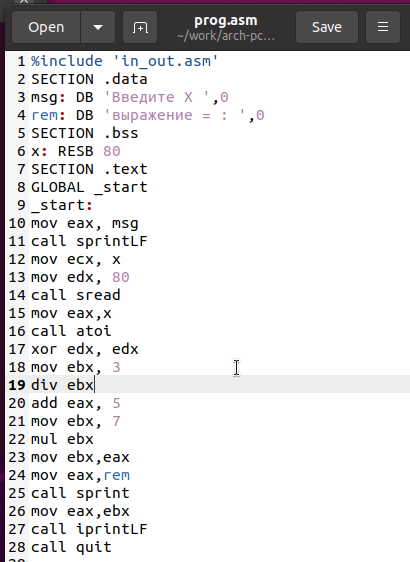 Open
prog.asm
~/work/arch-pc...
Save
1 %include 'in_out.asm'
2 SECTION .data
3 msg: DB 'Введите X ',0
4 rem: DB 'выражение = : ',0
5 SECTION .bss
6 x: RESB 80
7 SECTION .text
8 GLOBAL _start
9 _start:
10 mov eax, msg
11 call sprintLF
12 mov ecx, x
13 mov edx, 80
14 call sread
15 mov eax,x
16 call atoi
17 xor edx, edx
18 mov ebx, 3
19 div ebx
20 add eax, 5
21 mov ebx, 7
22 mul ebx
23 mov ebx,eax
24 mov eax,rem
25 call sprint
26 mov eax,ebx
27 call iprintLF
28 call quit